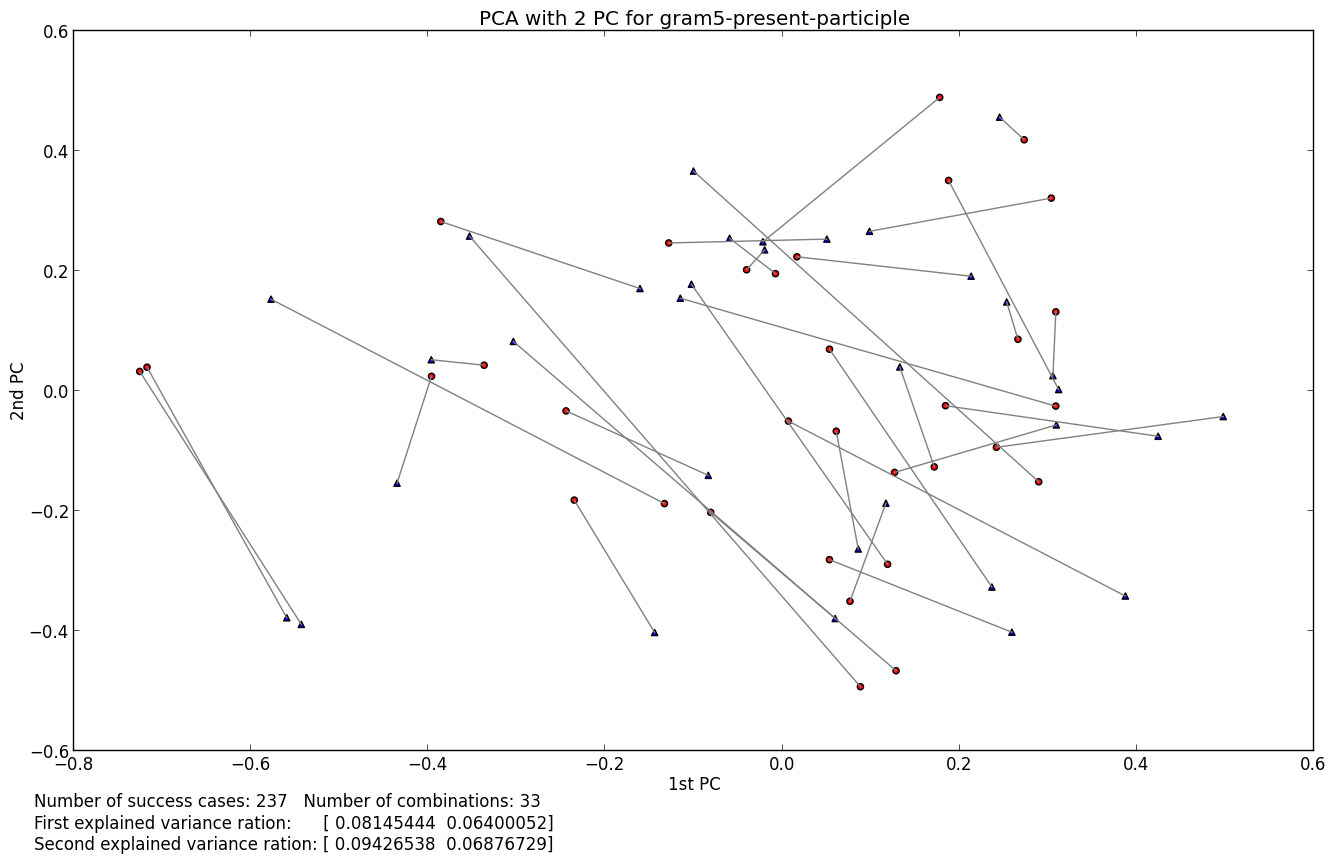 PCA with 2 PC for gram5-present-participle
0.6
0.4
0.2
0.0
−0.2
−0.4
−0.6
2nd PC
−0.8 −0.6 −0.4 −0.2 0.0 0.2 0.4 0.6
1st PC
Number of success cases: 237 Number of combinations: 33
First explained variance ration: [ 0.08145444 0.06400052]
Second explained variance ration: [ 0.09426538 0.06876729]